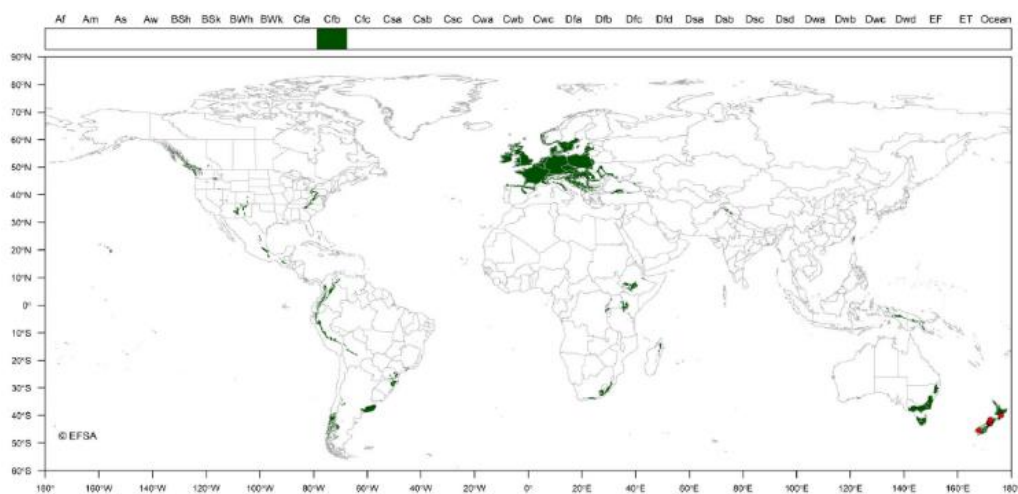 Af Am As Aw BSh BSk BWh BWk Cfa Cfb Cfc Csa Csb Csc Cwa Cwb Cwc Dfa Dfb Dfc Dfd Dsa Dsb Dsc Dsd Dwa Dwb Dwc Dwd EF ET Ocean
90°N
80°N
70°N
60°N
50°N
40°N
30°N
20°N
10°N
0°
10°S
20°S
30°S
40°S
50°S
60°S
© EFSA
180° 160°W 140°W 120°W 100°W 80°W 60°W 40°W 20°W 0° 20°E 40°E 60°E 80°E 100°E 120°E 140°E 160°E 180°